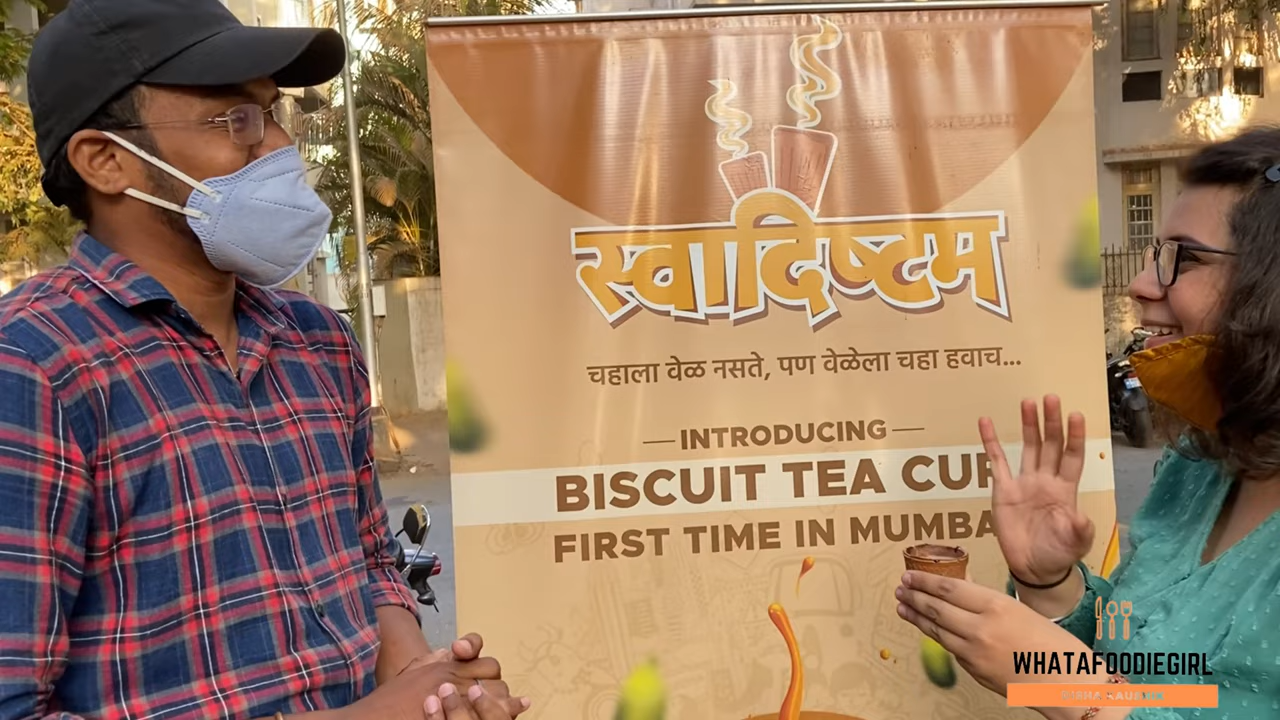 स्वादिष्टम
चहाला वेळ नसते, पण वेळेला चहा हवाच...
INTRODUCING
BISCUIT TEA CUP
FIRST TIME IN MUMBA
WHATAFOODIEGIRL